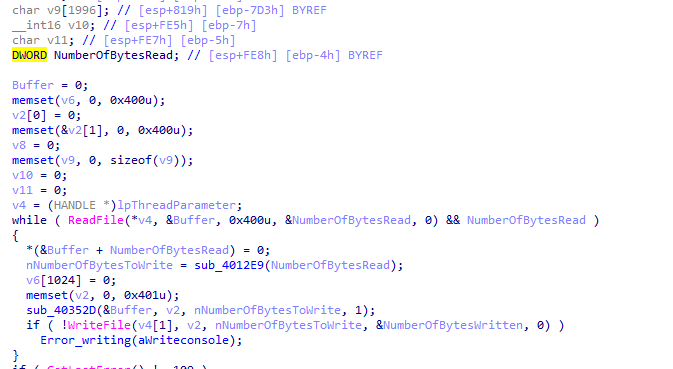 char v9[1996]; // [esp+819h] [ebp-7D3h] BYREF
__int16 v10; // [esp+FE5h] [ebp-7h]
char v11; // [esp+FE7h] [ebp-5h]
DWORD NumberOfBytesRead; // [esp+FE8h] [ebp-4h] BYREF
Buffer = 0;
memset(v6, 0, 0x400u);
v2[0] = 0;
memset(&v2[1], 0, 0x400u);
v8 = 0;
memset(v9, 0, sizeof(v9));
v10 = 0;
v11 = 0;
v4 = (HANDLE *)lpThreadParameter;
while ( ReadFile(*v4, &Buffer, 0x400u, &NumberOfBytesRead, 0) && NumberOfBytesRead )
{
*(&Buffer + NumberOfBytesRead) = 0;
nNumberOfBytesToWrite = sub_4012E9(NumberOfBytesRead);
v6[1024] = 0;
memset(v2, 0, 0x401u);
sub_40352D(&Buffer, v2, nNumberOfBytesToWrite, 1);
if ( !WriteFile(v4[1], v2, nNumberOfBytesToWrite, &NumberOfBytesWritten, 0) )
Error_writing(aWriteconsole);
}
if ( GetLastError() != 109 )